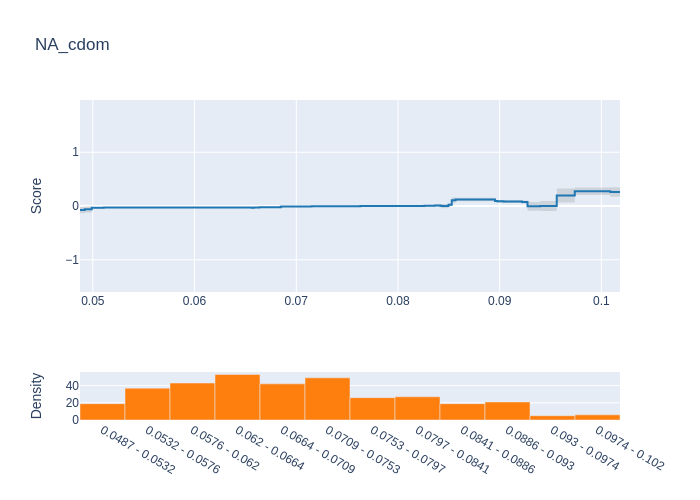 NA_cdom
Score
1
0
−1
0.05
0.06
0.07
0.08
0.09
0.1
Density
40
20
0
0.0487 - 0.0532
0.0532 - 0.0576
0.0576 - 0.062
0.062 - 0.0664
0.0664 - 0.0709
0.0709 - 0.0753
0.0753 - 0.0797
0.0797 - 0.0841
0.0841 - 0.0886
0.0886 - 0.093
0.093 - 0.0974
0.0974 - 0.102